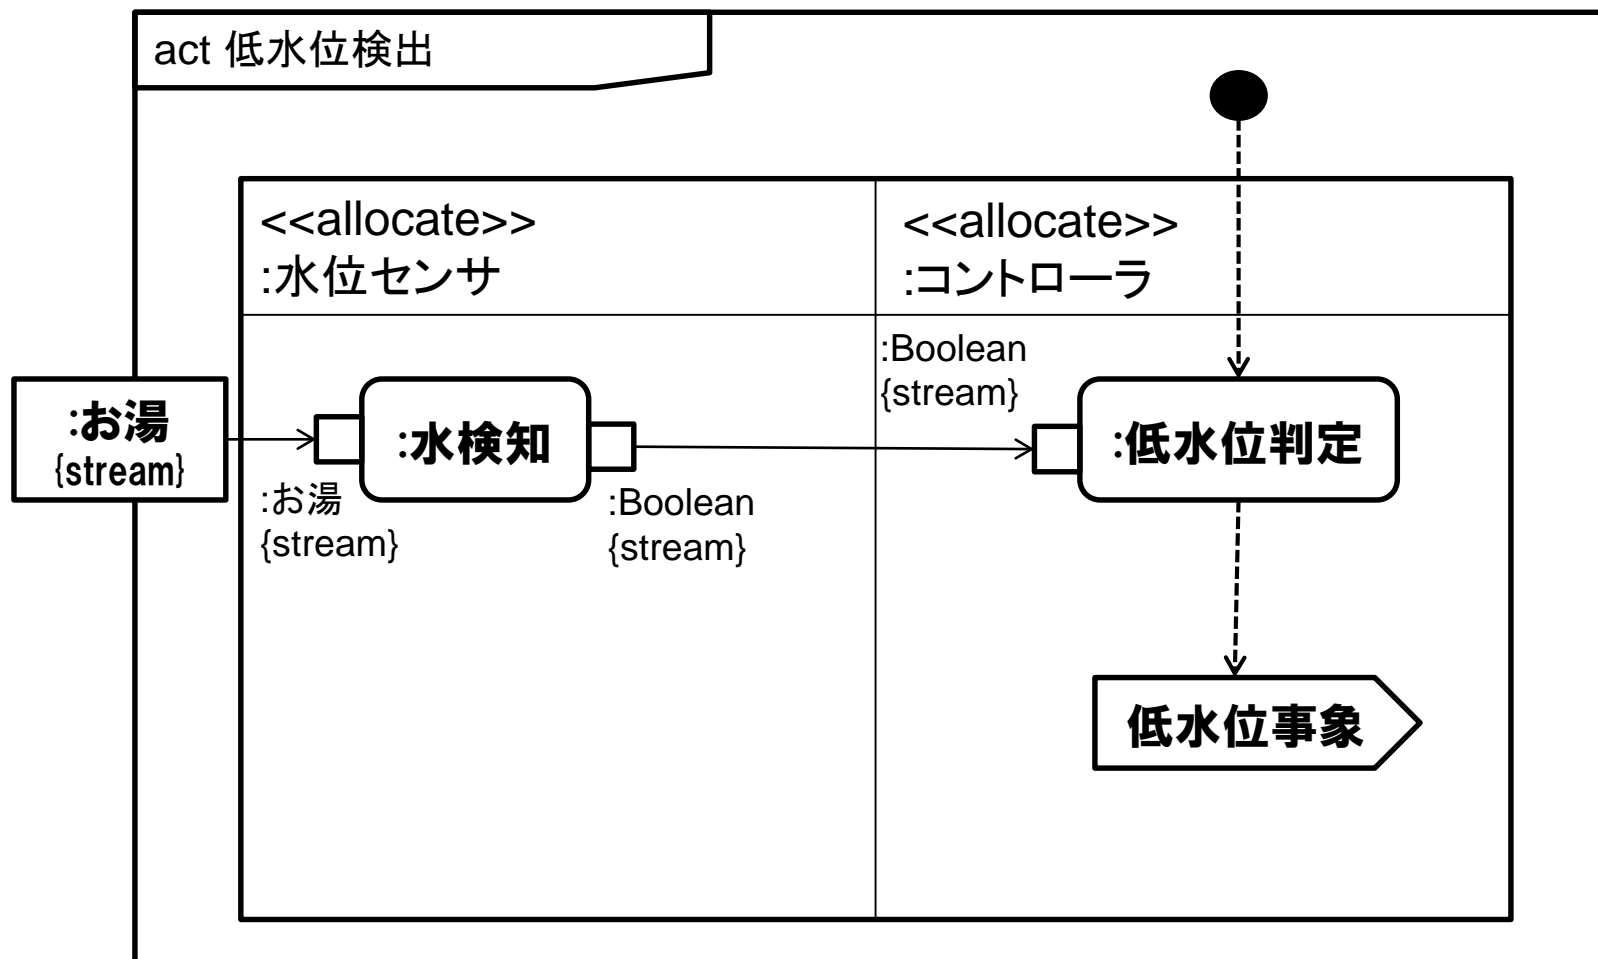 act 低水位検出
<<allocate>>
:水位センサ
<<allocate>>
:コントローラ
:お湯
{stream}
:水検知
:お湯
{stream}
:Boolean
{stream}
:Boolean
{stream}
:低水位判定
低水位事象